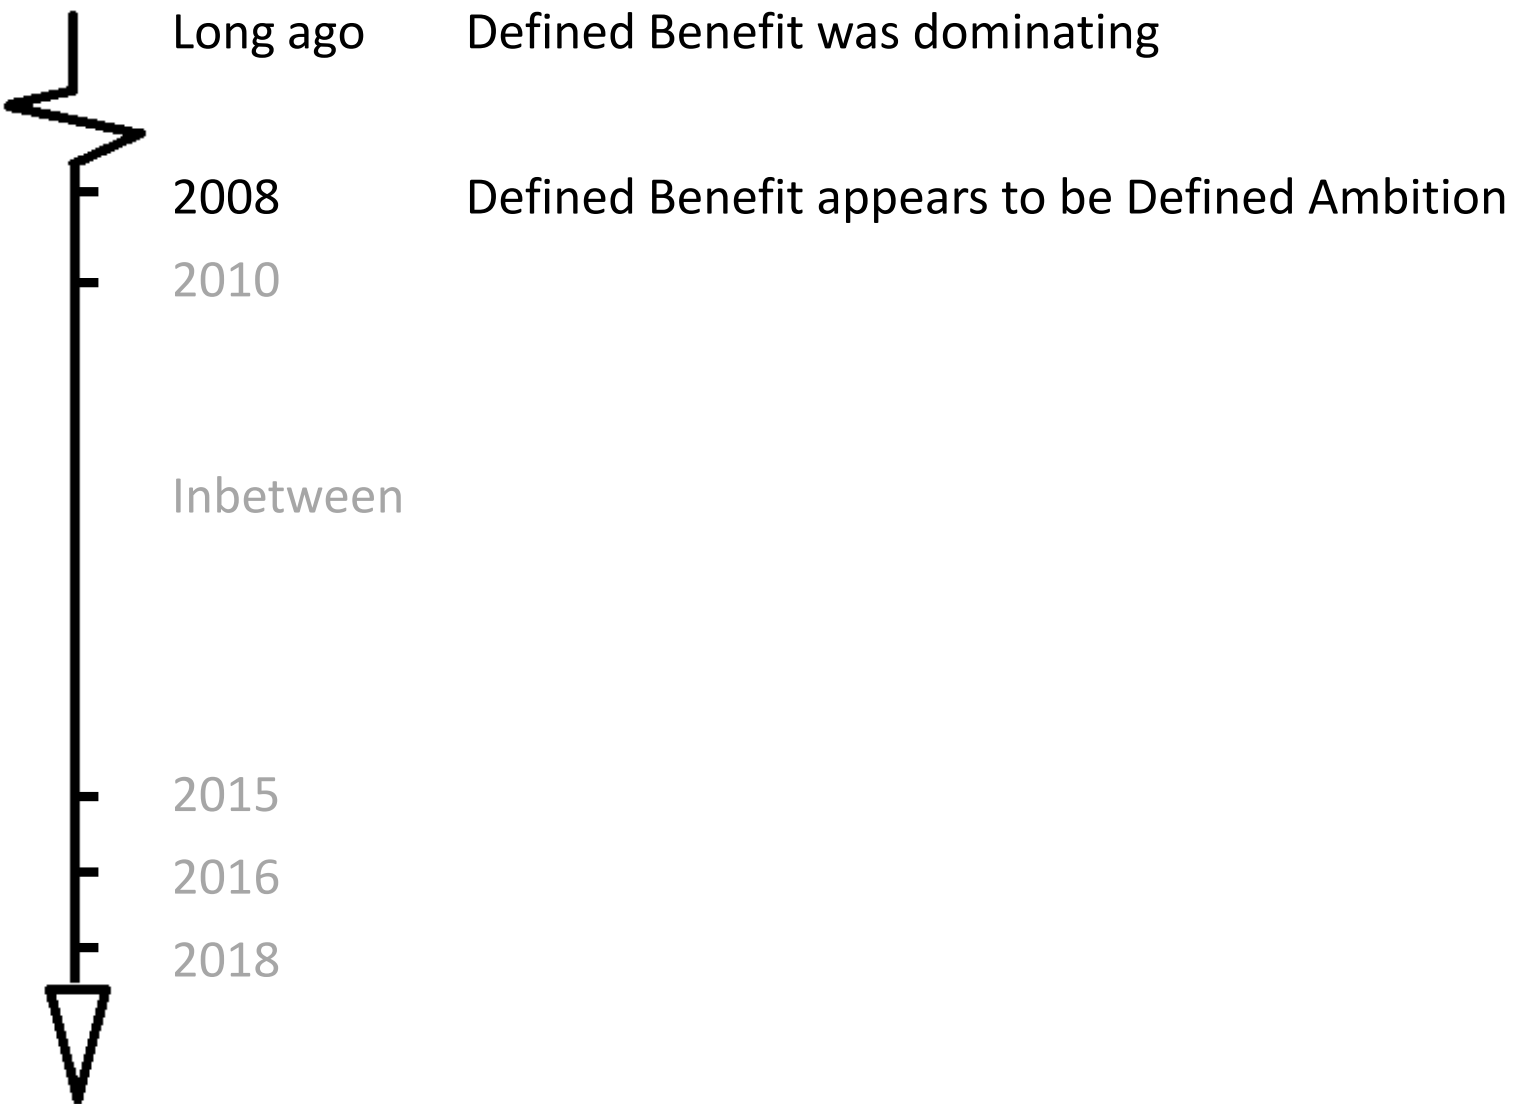 Long ago Defined Benefit was dominating
2008 Defined Benefit appears to be Defined Ambition
2010
Inbetween
2015
2016
2018